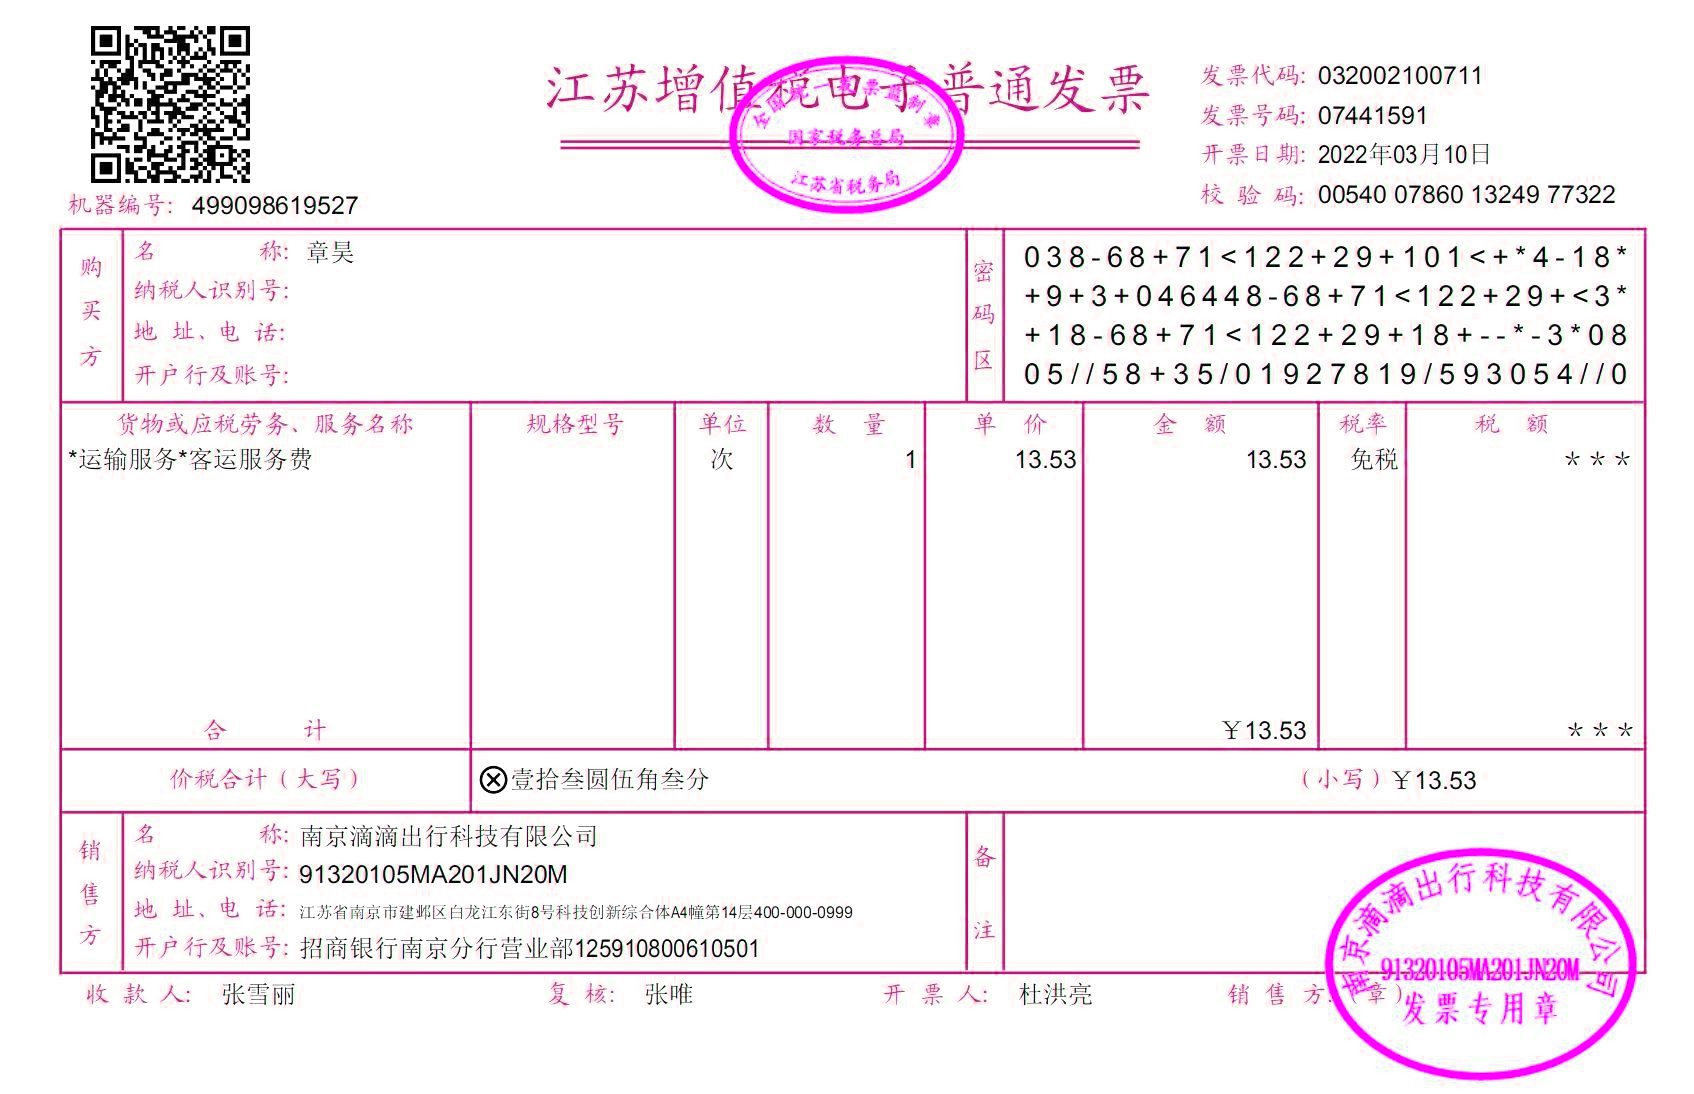 江苏增值税电子普通发票
全国统一发票监制章
国家税务总局
江苏省税务局
发票代码: 032002100711
发票号码: 07441591
开票日期: 2022年03月10日
校 验 码: 00540 07860 13249 77322
机器编号: 499098619527
购买方
名 称: 章昊
纳税人识别号:
地 址、电 话:
开户行及账号:
密码区
038-68+71<122+29+101<+*4-18*
+9+3+046448-68+71<122+29+<3*
+18-68+71<122+29+18+--*-3*08
05//58+35/01927819/593054//0
货物或应税劳务、服务名称 规格型号 单位 数 量 单 价 金 额 税率 税 额
*运输服务*客运服务费 次 1 13.53 13.53 免税 ***
合 计 ￥13.53 ***
价税合计（大写） ⊗壹拾叁圆伍角叁分 （小写）￥13.53
销售方
名 称: 南京滴滴出行科技有限公司
纳税人识别号: 91320105MA201JN20M
地 址、电 话: 江苏省南京市建邺区白龙江东街8号科技创新综合体A4幢第14层400-000-0999
开户行及账号: 招商银行南京分行营业部125910800610501
备注
南京滴滴出行科技有限公司
91320105MA201JN20M
发票专用章
收 款 人: 张雪丽 复 核: 张唯 开 票 人: 杜洪亮 销 售 方:（章）